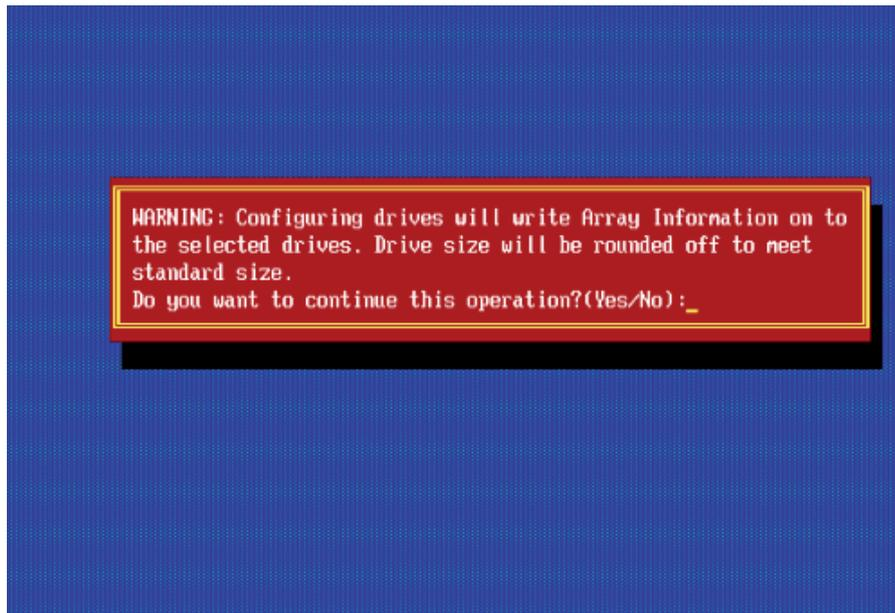 WARNING: Configuring drives will write Array Information on to
the selected drives. Drive size will be rounded off to meet
standard size.
Do you want to continue this operation?(Yes/No):_